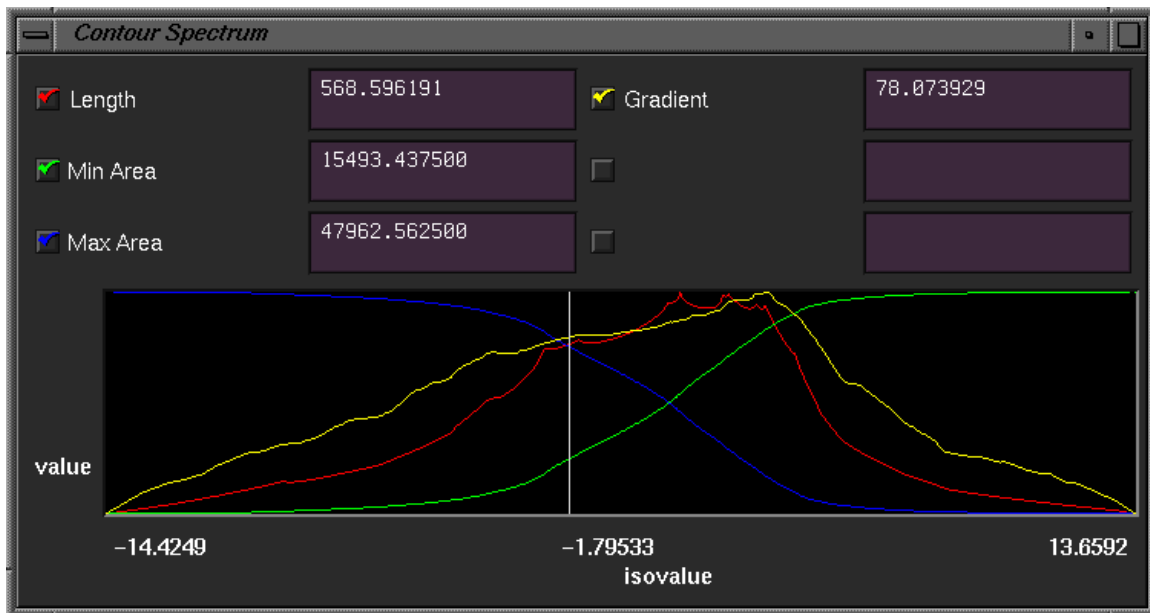 Contour Spectrum
Length 568.596191 Gradient 78.073929
Min Area 15493.437500
Max Area 47962.562500
value
-14.4249 -1.79533 13.6592
isovalue